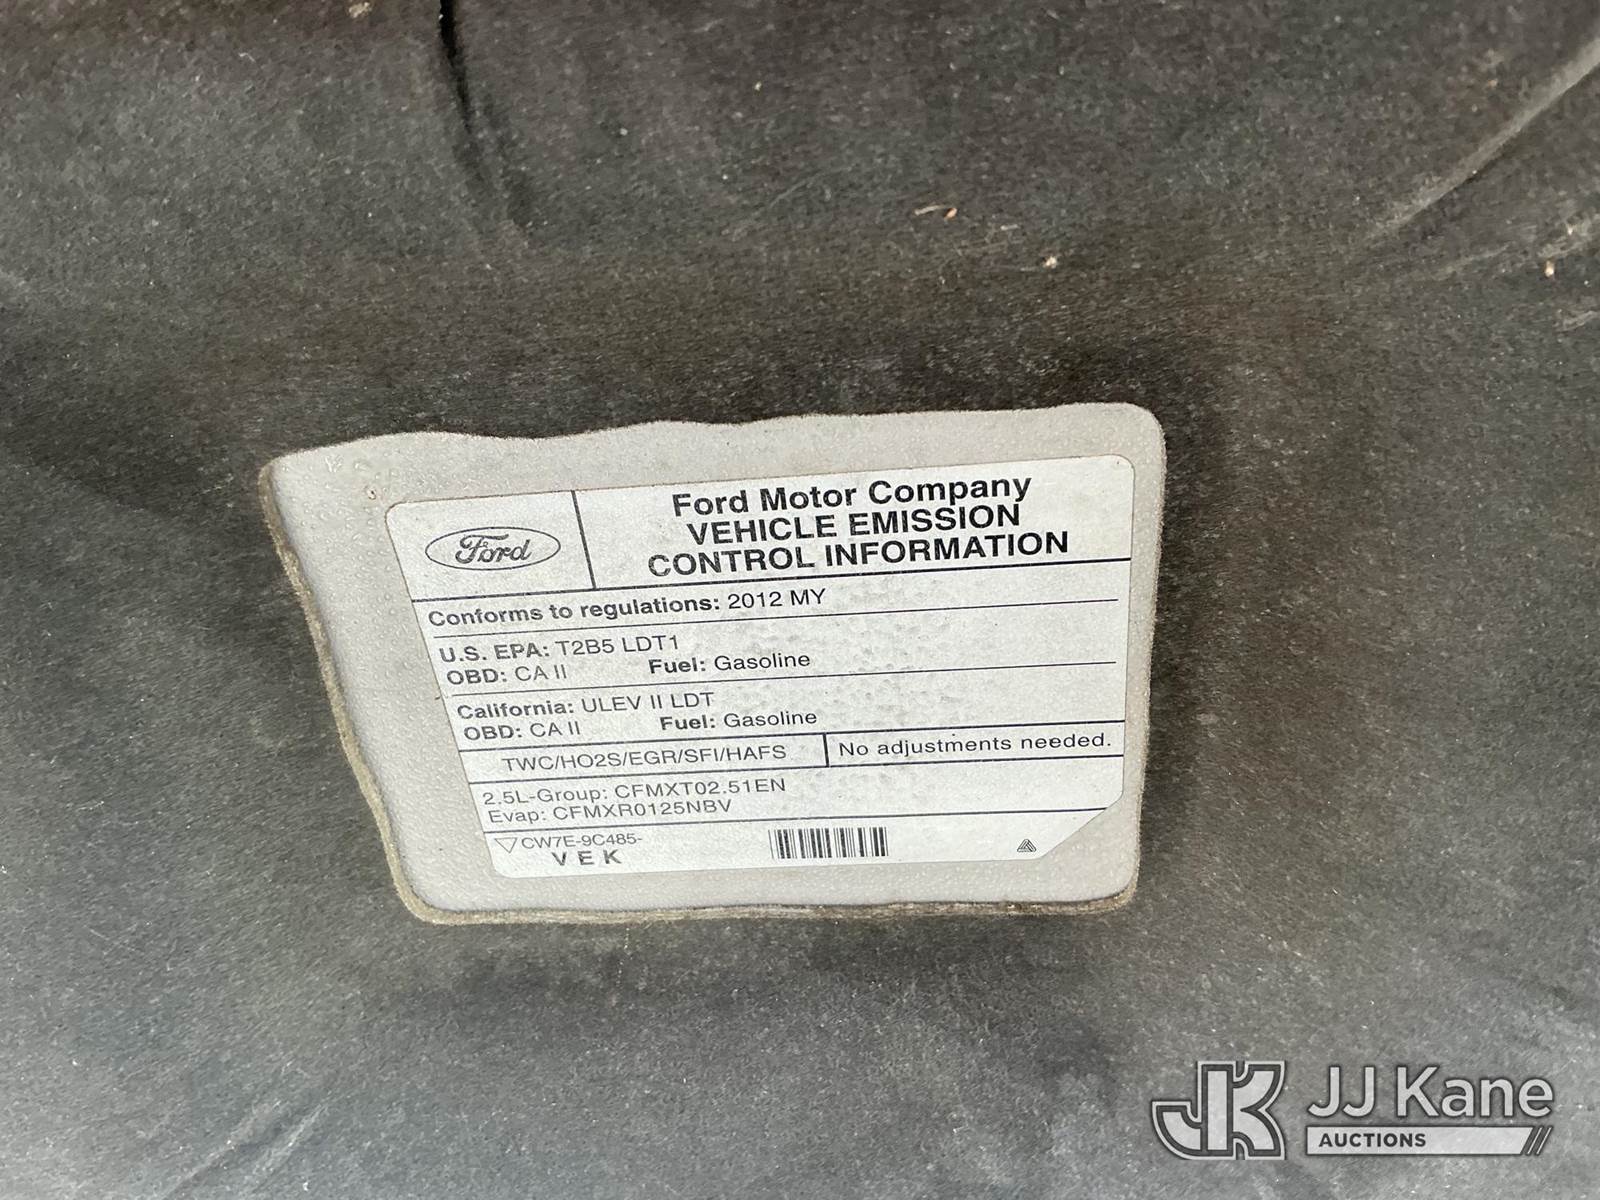 Ford
Ford Motor Company
VEHICLE EMISSION
CONTROL INFORMATION
Conforms to regulations: 2012 MY
U.S. EPA: T2B5 LDT1
OBD: CA II Fuel: Gasoline
California: ULEV II LDT
OBD: CA II Fuel: Gasoline
TWC/HO2S/EGR/SFI/HAFS No adjustments needed.
2.5L-Group: CFMXT02.51EN
Evap: CFMXR0125NBV
CW7E-9C485-
VEK
JK JJ Kane
AUCTIONS